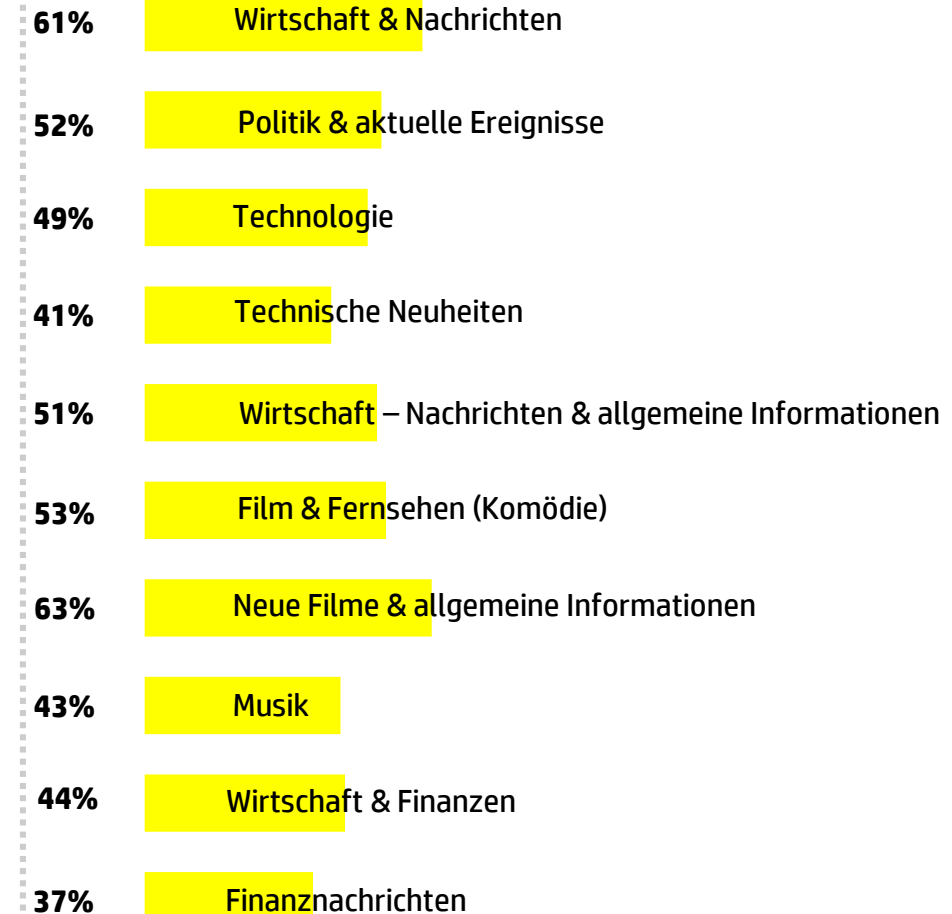 61% Wirtschaft & Nachrichten
52% Politik & aktuelle Ereignisse
49% Technologie
41% Technische Neuheiten
51% Wirtschaft – Nachrichten & allgemeine Informationen
53% Film & Fernsehen (Komödie)
63% Neue Filme & allgemeine Informationen
43% Musik
44% Wirtschaft & Finanzen
37% Finanznachrichten